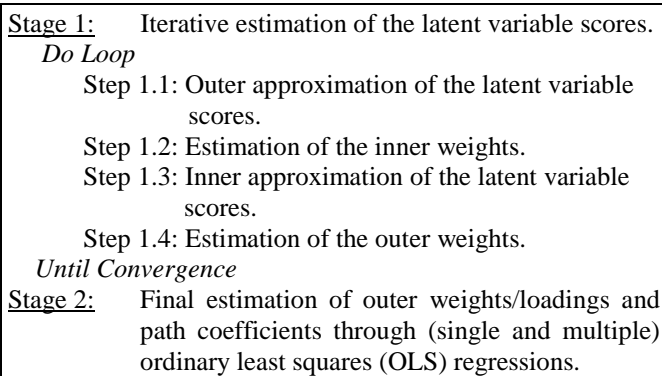 Stage 1: Iterative estimation of the latent variable scores.
Do Loop
Step 1.1: Outer approximation of the latent variable
scores.
Step 1.2: Estimation of the inner weights.
Step 1.3: Inner approximation of the latent variable
scores.
Step 1.4: Estimation of the outer weights.
Until Convergence
Stage 2: Final estimation of outer weights/loadings and
path coefficients through (single and multiple)
ordinary least squares (OLS) regressions.